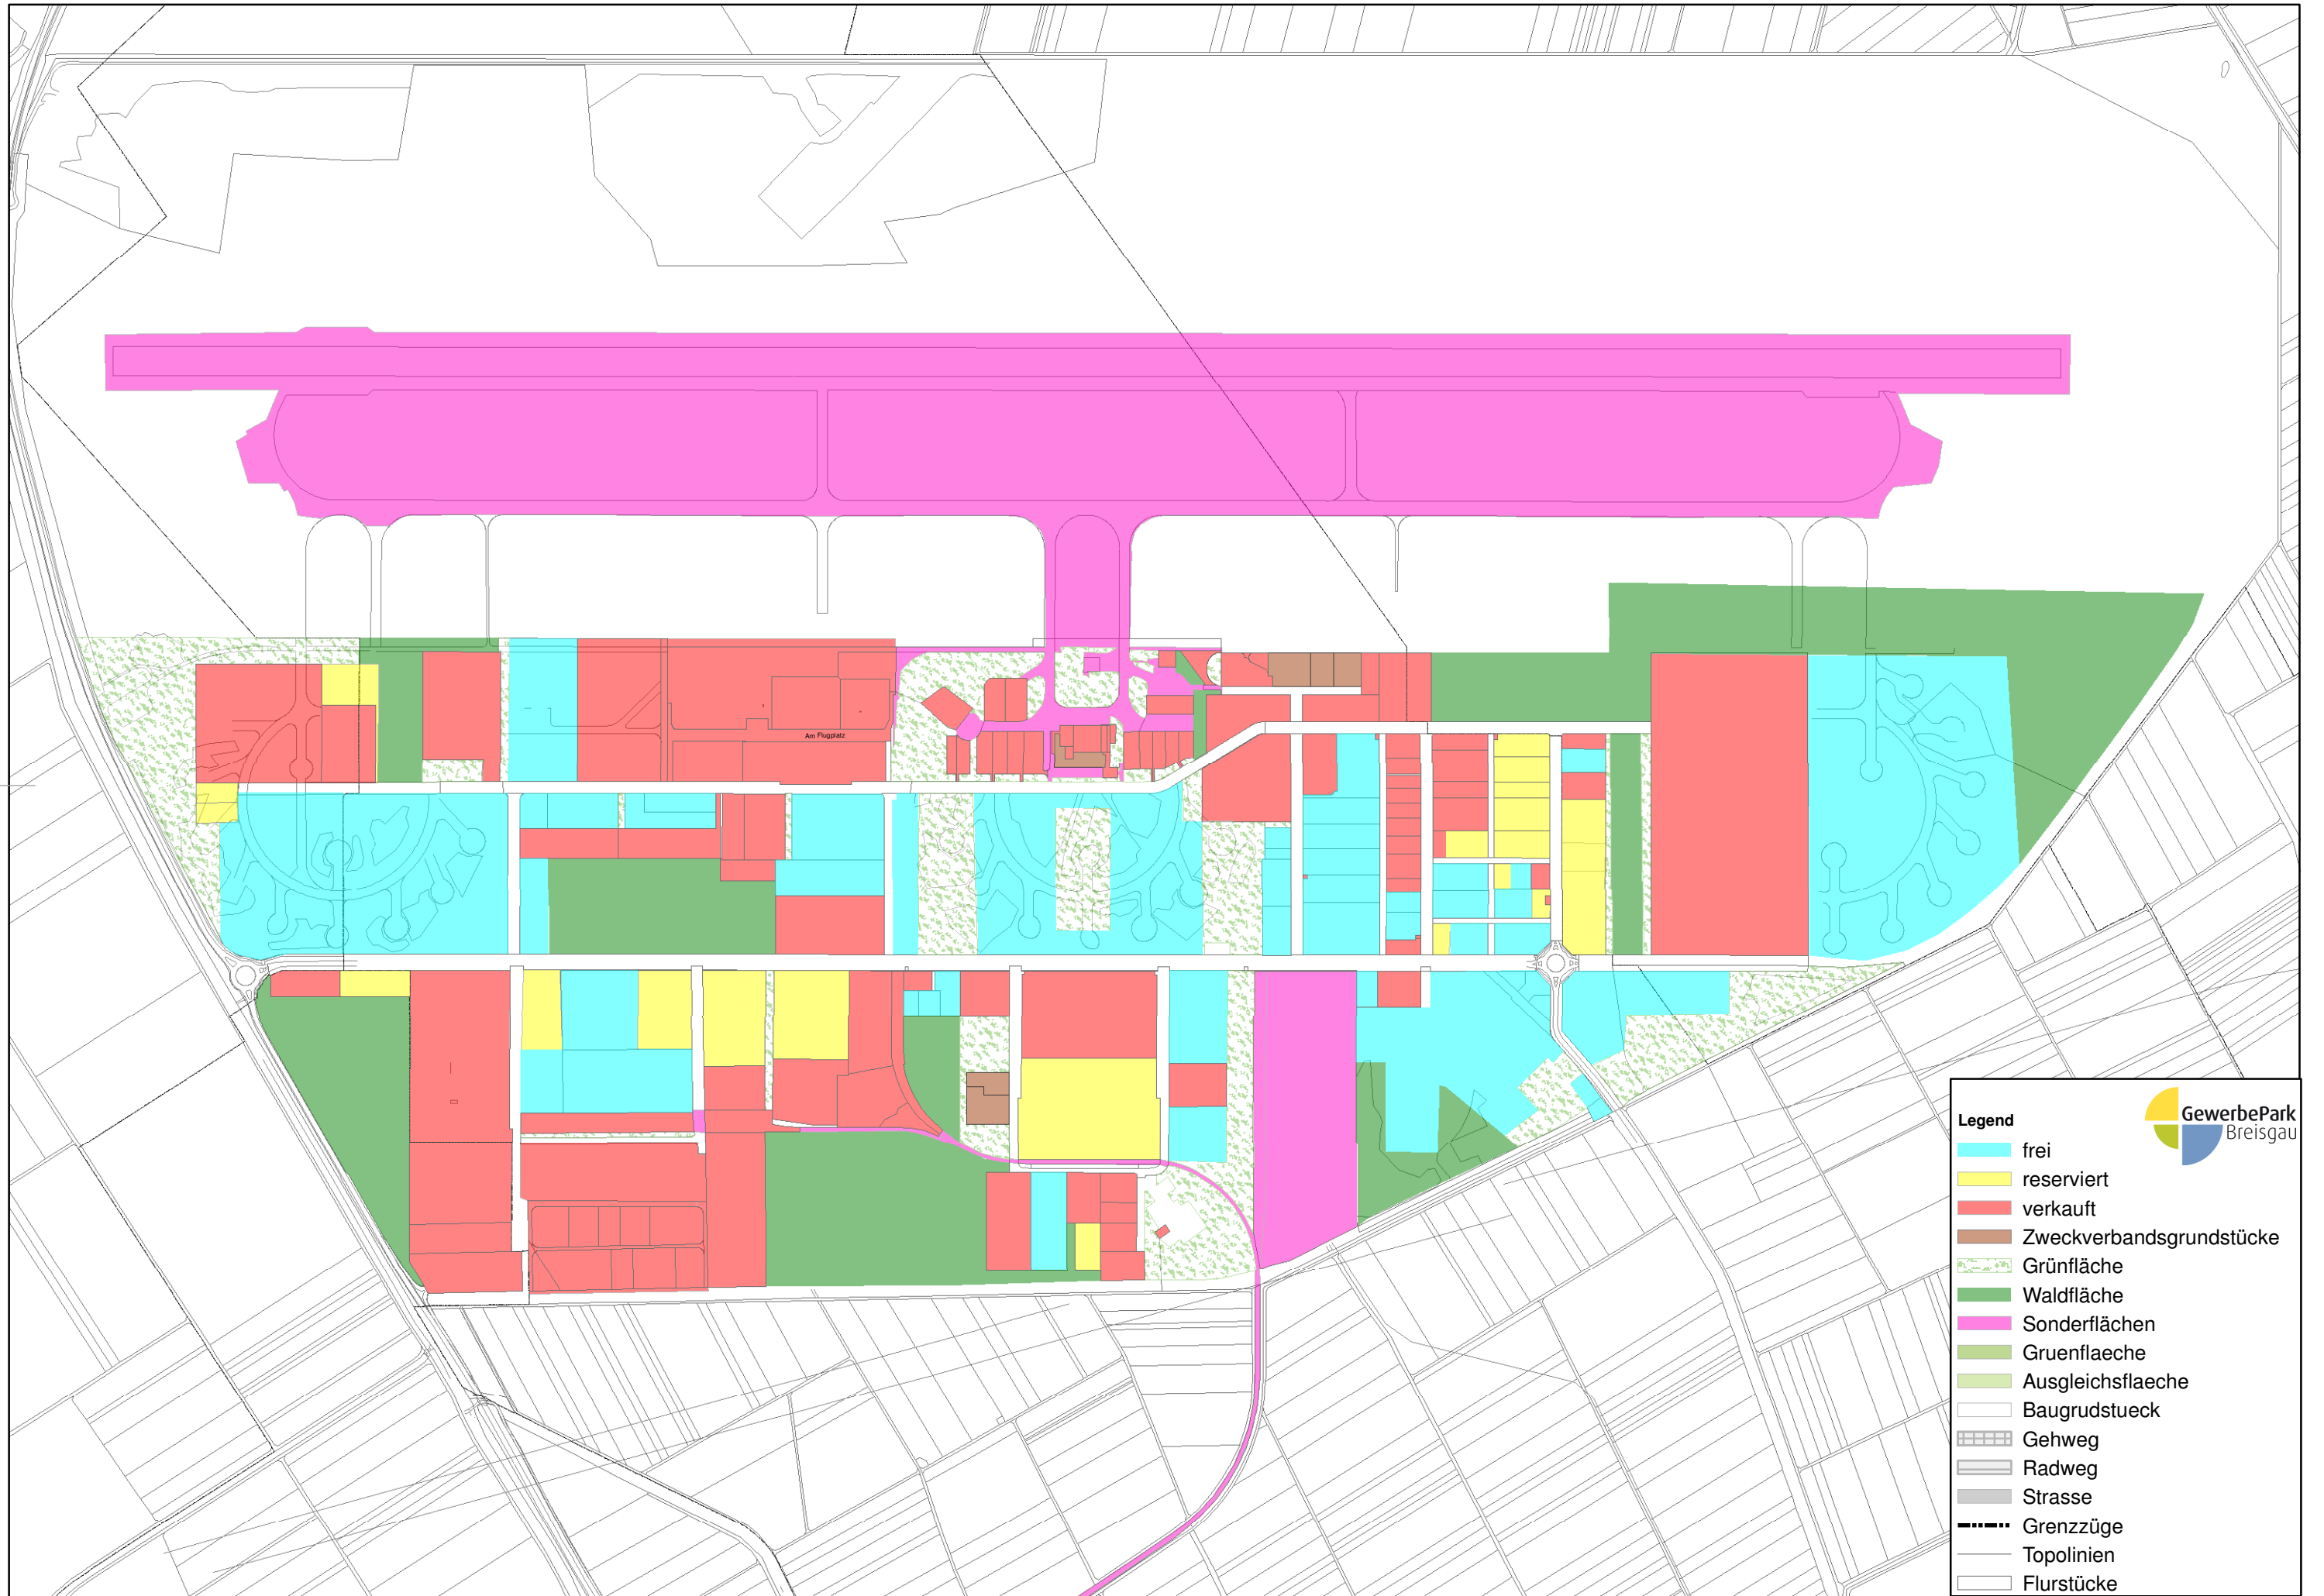 Am Flugplatz
Legend
GewerbePark
Breisgau
frei
reserviert
verkauft
Zweckverbandsgrundstücke
Grünfläche
Waldfläche
Sonderflächen
Gruenflaeche
Ausgleichsflaeche
Baugrudstueck
Gehweg
Radweg
Strasse
Grenzzüge
Topolinien
Flurstücke